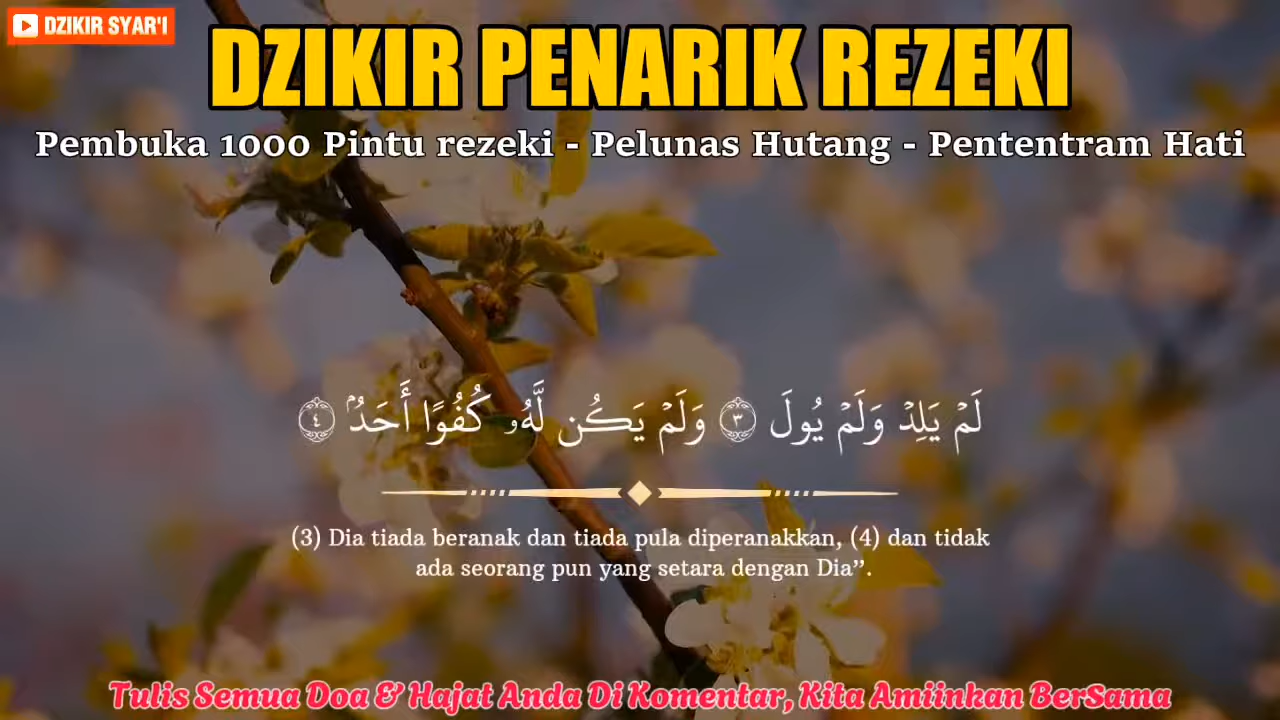 DZIKIR SYAR'I
DZIKIR PENARIK REZEKI
Pembuka 1000 Pintu rezeki - Pelunas Hutang - Pententram Hati
لَمْ يَلِدْ وَلَمْ يُولَ ٣ وَلَمْ يَكُن لَّهُۥ كُفُوًا أَحَدٌۢ ٤
(3) Dia tiada beranak dan tiada pula diperanakkan, (4) dan tidak
ada seorang pun yang setara dengan Dia”.
Tulis Semua Doa & Hajat Anda Di Komentar, Kita Amiinkan BerSama